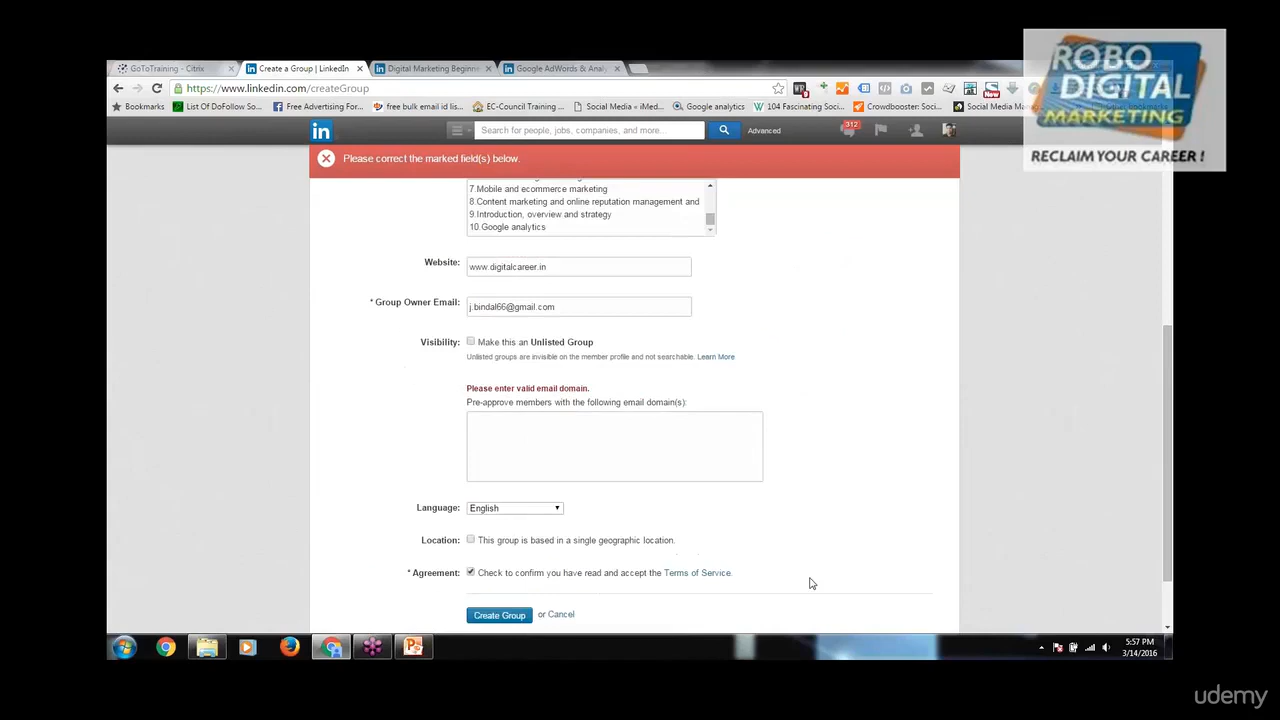 ROBO
DIGITAL
MARKETING
RECLAIM YOUR CAREER !
GoToTraining - Citrix
Create a Group | LinkedIn
Digital Marketing Beginne
Google AdWords & Anal
https://www.linkedin.com/createGroup
Bookmarks
List Of DoFollow So...
Free Advertising For...
free bulk email id lis...
EC-Council Training ...
Social Media « iMed...
Google analytics
104 Fascinating Soci...
Crowdbooster: Soci...
Social Media Mana
in
Search for people, jobs, companies, and more...
Advanced
312
Please correct the marked field(s) below.
7.Mobile and ecommerce marketing
8.Content marketing and online reputation management and
9.Introduction, overview and strategy
10.Google analytics
Website:
www.digitalcareer.in
* Group Owner Email:
j.bindal66@gmail.com
Visibility:
Make this an Unlisted Group
Unlisted groups are invisible on the member profile and not searchable. Learn More
Please enter valid email domain.
Pre-approve members with the following email domain(s):
Language:
English
Location:
This group is based in a single geographic location.
* Agreement:
Check to confirm you have read and accept the Terms of Service.
Create Group
or Cancel
5:57 PM
3/14/2016
udemy